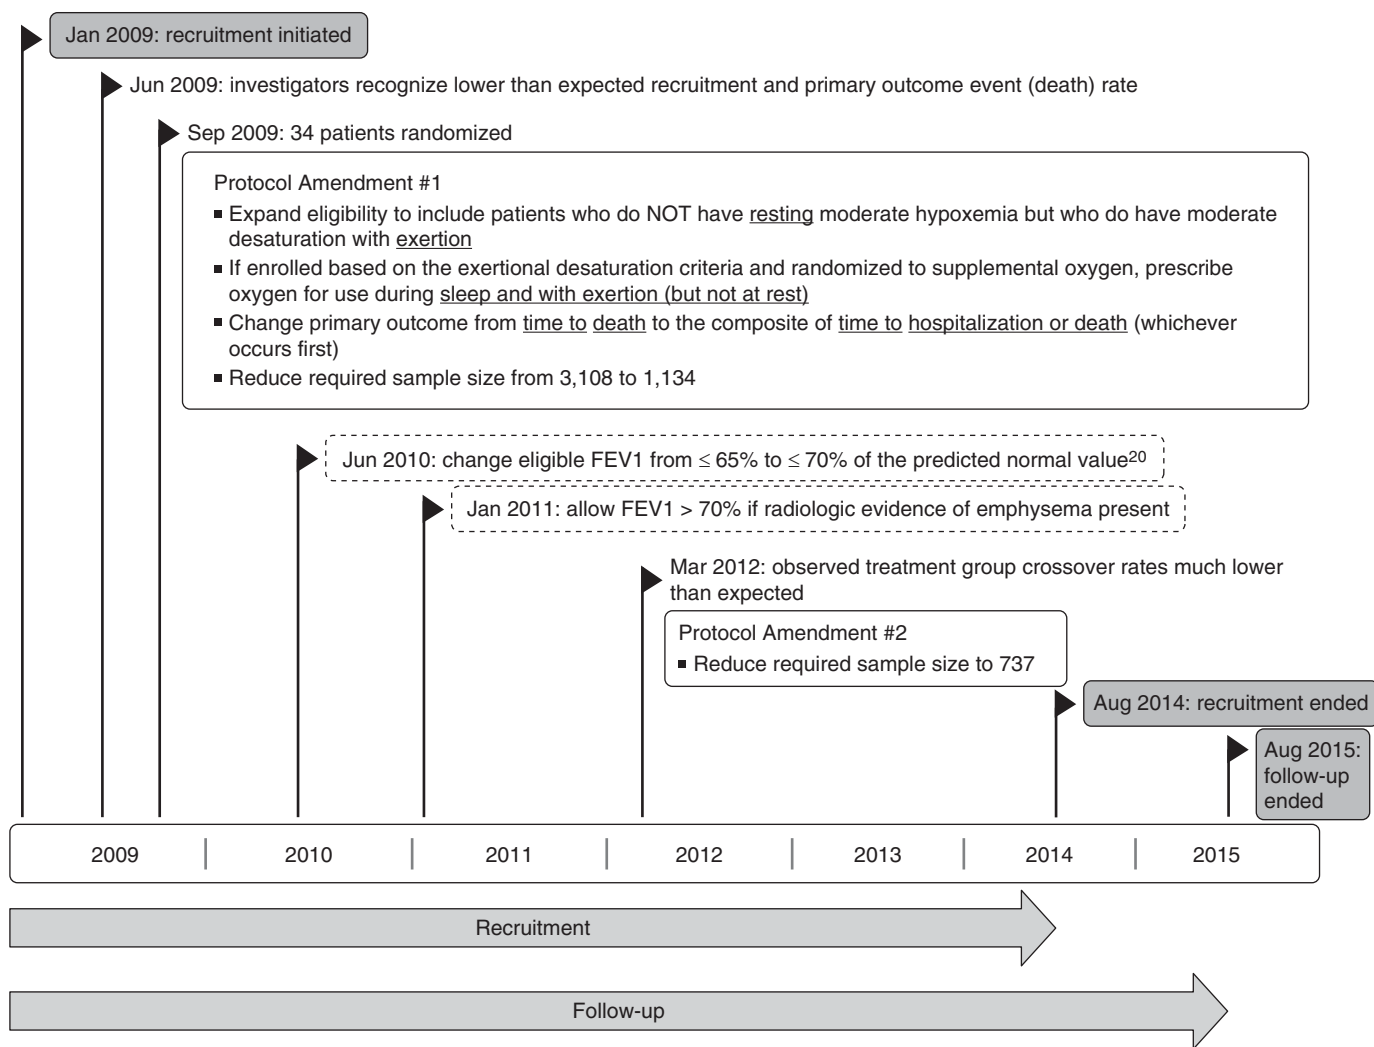 Jan 2009: recruitment initiated
Jun 2009: investigators recognize lower than expected recruitment and primary outcome event (death) rate
Sep 2009: 34 patients randomized
Protocol Amendment #1
▪ Expand eligibility to include patients who do NOT have resting moderate hypoxemia but who do have moderate
desaturation with exertion
▪ If enrolled based on the exertional desaturation criteria and randomized to supplemental oxygen, prescribe
oxygen for use during sleep and with exertion (but not at rest)
▪ Change primary outcome from time to death to the composite of time to hospitalization or death (whichever
occurs first)
▪ Reduce required sample size from 3,108 to 1,134
Jun 2010: change eligible FEV1 from ≤ 65% to ≤ 70% of the predicted normal value20
Jan 2011: allow FEV1 > 70% if radiologic evidence of emphysema present
Mar 2012: observed treatment group crossover rates much lower
than expected
Protocol Amendment #2
▪ Reduce required sample size to 737
Aug 2014: recruitment ended
Aug 2015:
follow-up
ended
2009 | 2010 | 2011 | 2012 | 2013 | 2014 | 2015
Recruitment
Follow-up